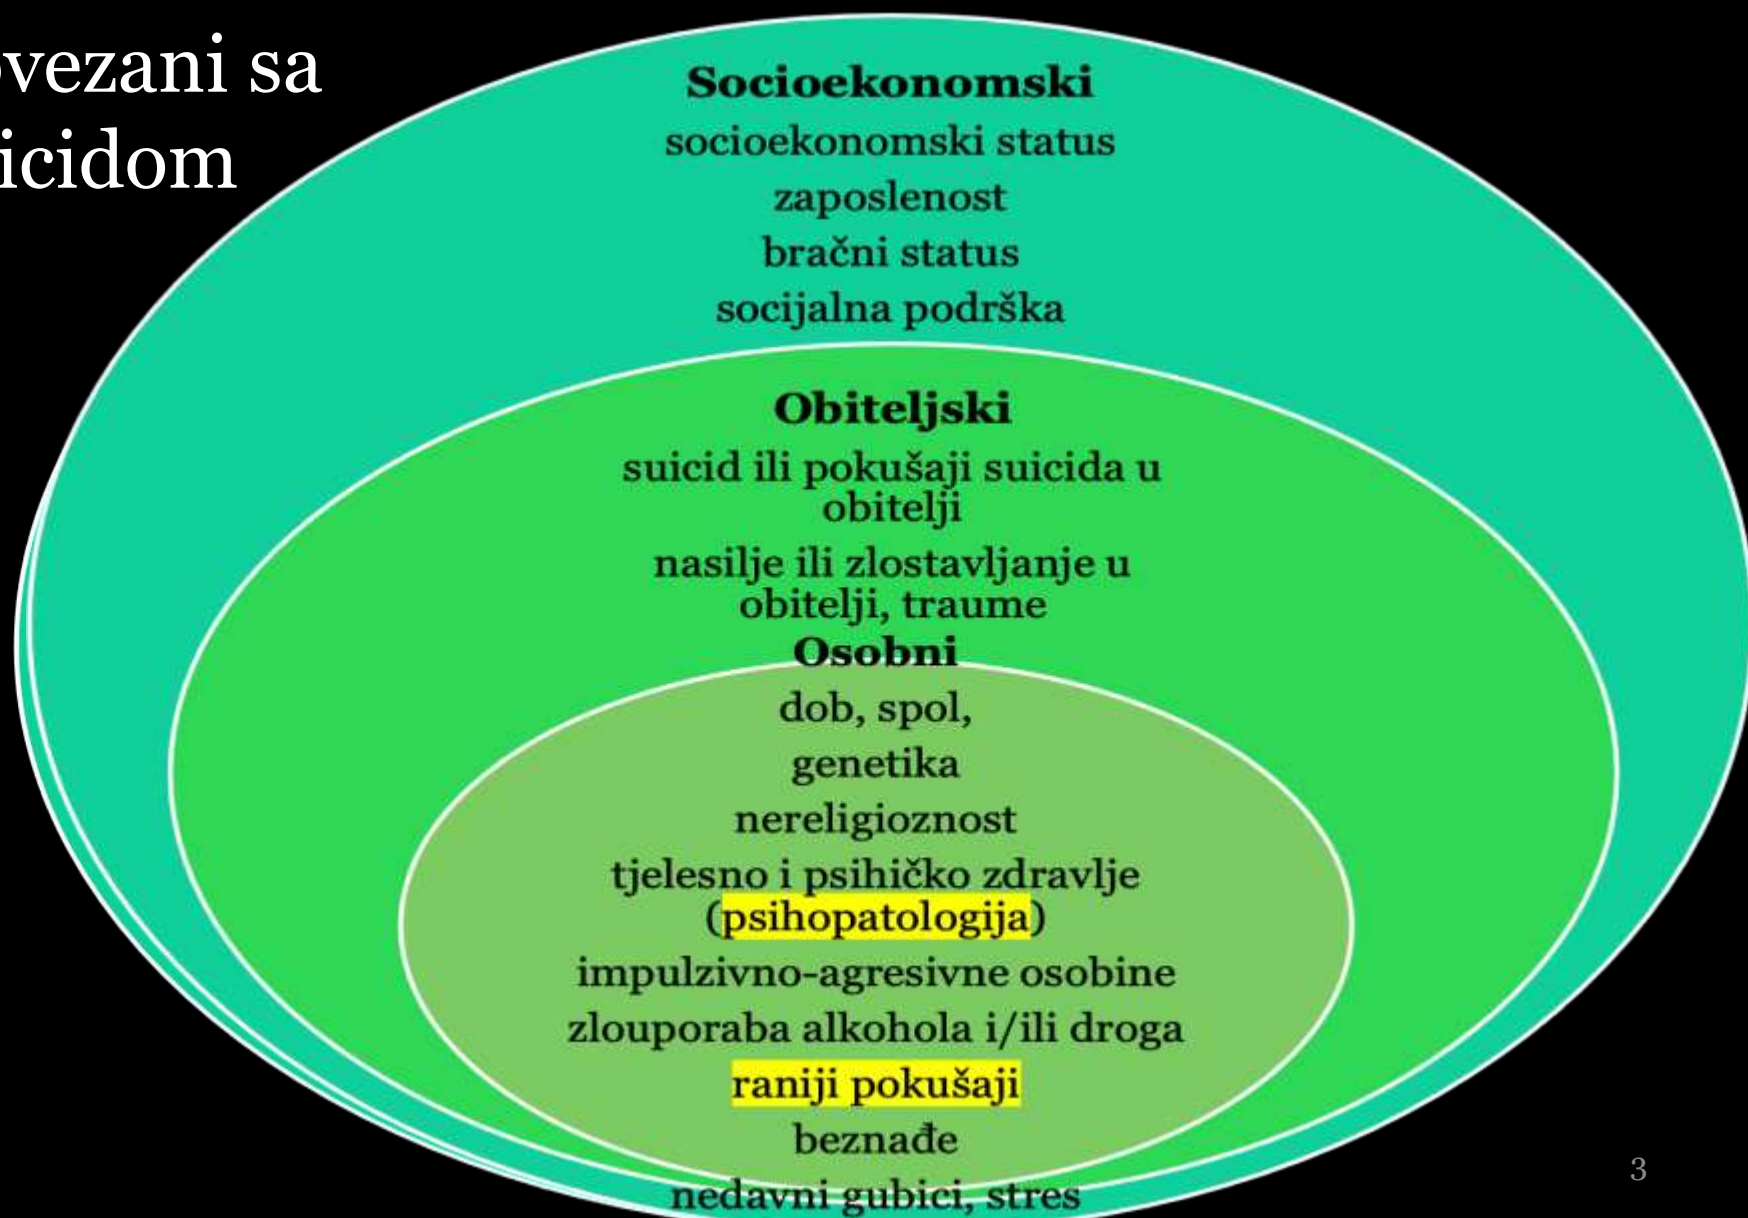 ovezani sa
icidom
Socioekonomski
socioekonomski status
zaposlenost
bračni status
socijalna podrška
Obiteljski
suicid ili pokušaji suicida u
obitelji
nasilje ili zlostavljanje u
obitelji, traume
Osobni
dob, spol,
genetika
nereligioznost
tjelesno i psihičko zdravlje
(psihopatologija)
impulzivno-agresivne osobine
zlouporaba alkohola i/ili droga
raniji pokušaji
beznađe
nedavni gubici, stres
3